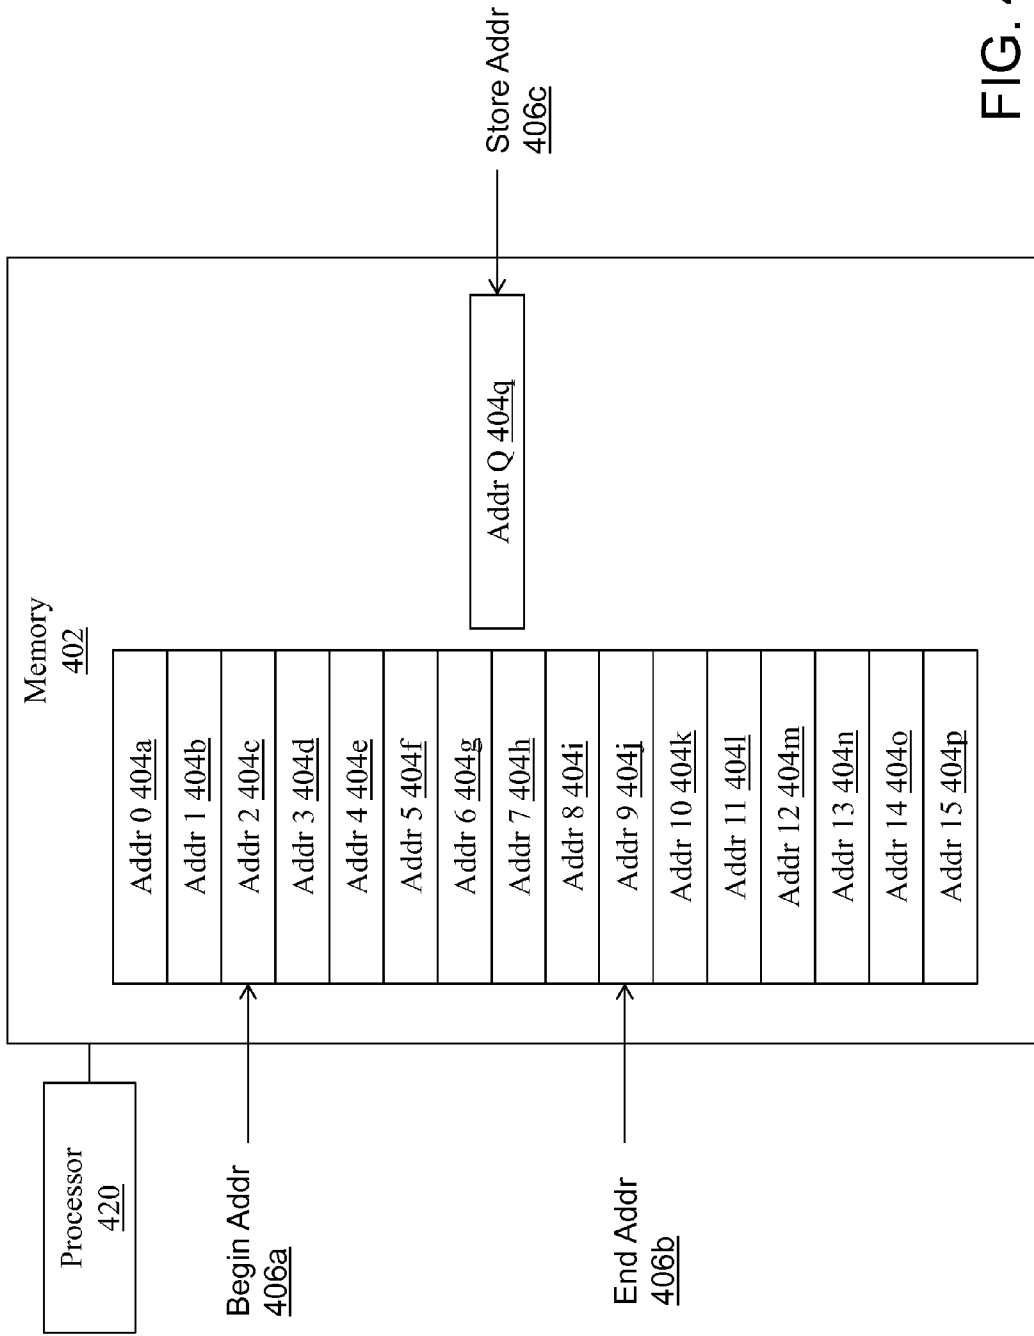 Memory
402
Processor
420
Addr 0 404a
Addr 1 404b
Addr 2 404c
Addr 3 404d
Addr 4 404e
Addr 5 404f
Addr 6 404g
Addr 7 404h
Addr 8 404i
Addr 9 404j
Addr 10 404k
Addr 11 404l
Addr 12 404m
Addr 13 404n
Addr 14 404o
Addr 15 404p
Begin Addr
406a
End Addr
406b
Addr Q 404q
Store Addr
406c
FIG.